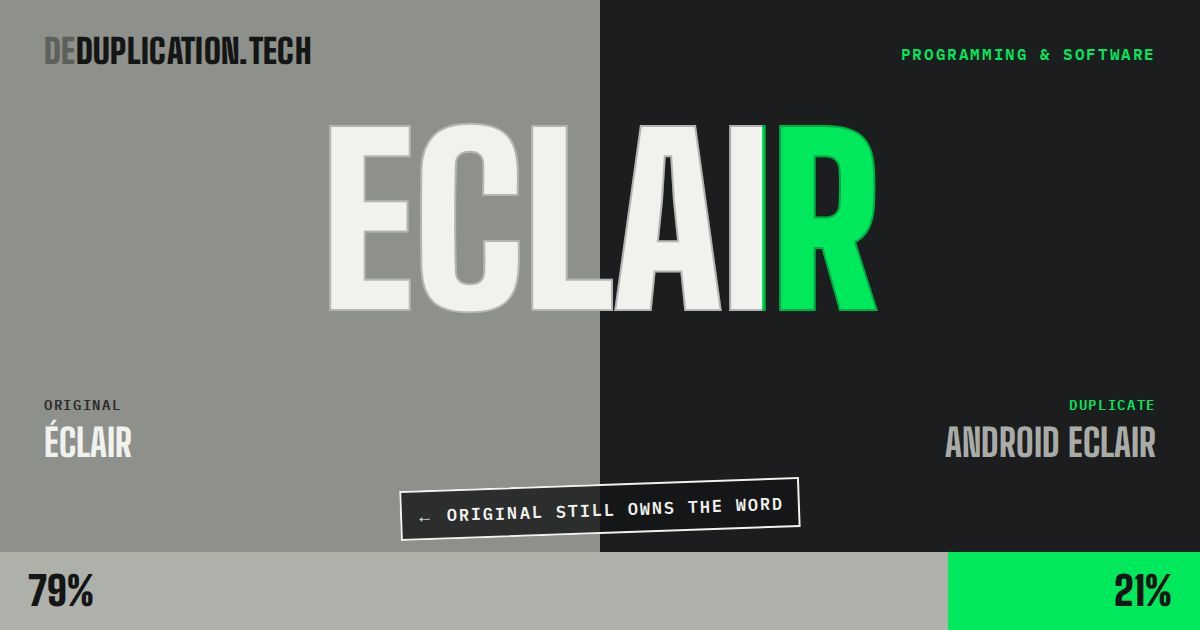 DEDUPLICATION.TECH
PROGRAMMING & SOFTWARE
ECLAIR
ORIGINAL
ÉCLAIR
DUPLICATE
ANDROID ECLAIR
← ORIGINAL STILL OWNS THE WORD
79%
21%